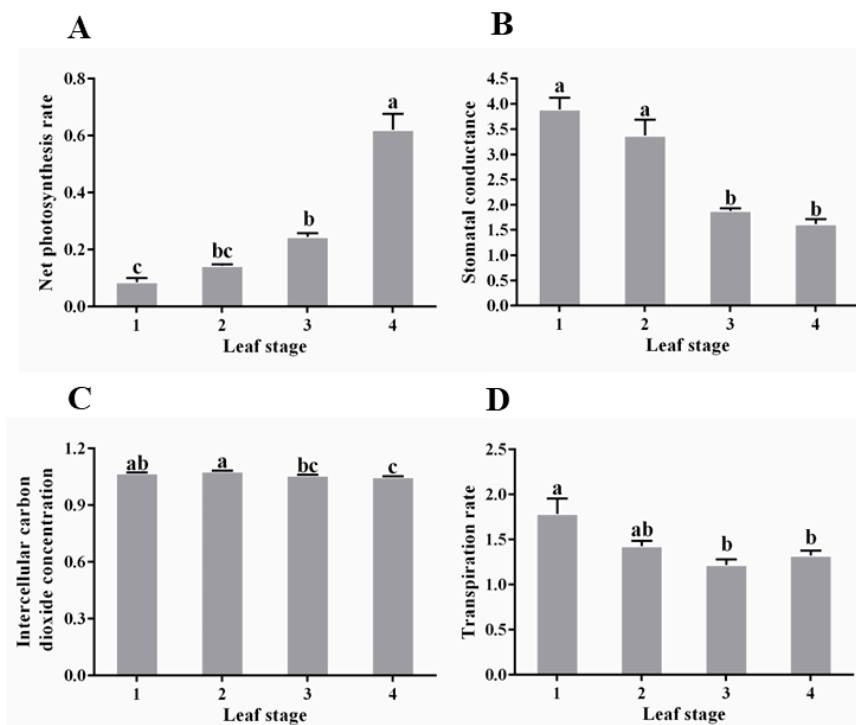 A
Net photosynthesis rate
0.8
0.6
0.4
0.2
0.0
c
bc
b
a
1 2 3 4
Leaf stage
B
Stomatal conductance
4.5
4.0
3.5
3.0
2.5
2.0
1.5
1.0
0.5
0.0
a
a
b
b
1 2 3 4
Leaf stage
C
Intercellular carbon
dioxide concentration
1.2
0.9
0.6
0.3
0.0
ab
a
bc
c
1 2 3 4
Leaf stage
D
Transpiration rate
2.5
2.0
1.5
1.0
0.5
0.0
a
ab
b
b
1 2 3 4
Leaf stage